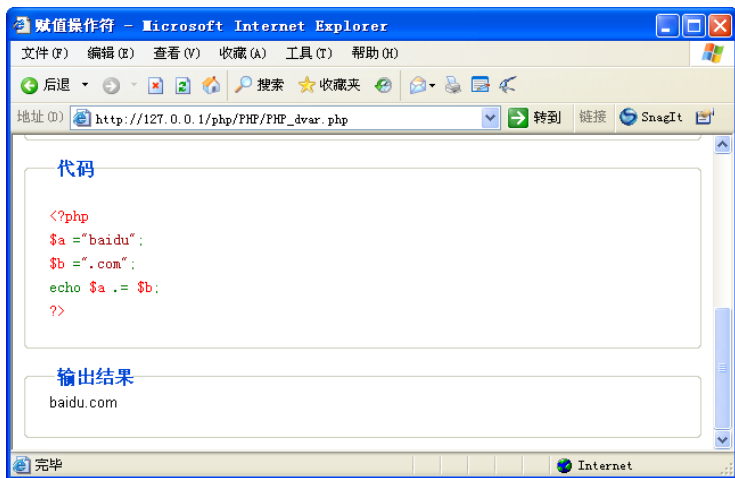 赋值操作符 - Microsoft Internet Explorer
文件(F) 编辑(E) 查看(V) 收藏(A) 工具(T) 帮助(H)
后退 搜索 收藏夹
地址(D) http://127.0.0.1/php/PHP/PHP_dvar.php 转到 链接 SnagIt
代码
<?php
$a ="baidu";
$b =".com";
echo $a .= $b;
?>
输出结果
baidu.com
完毕 Internet